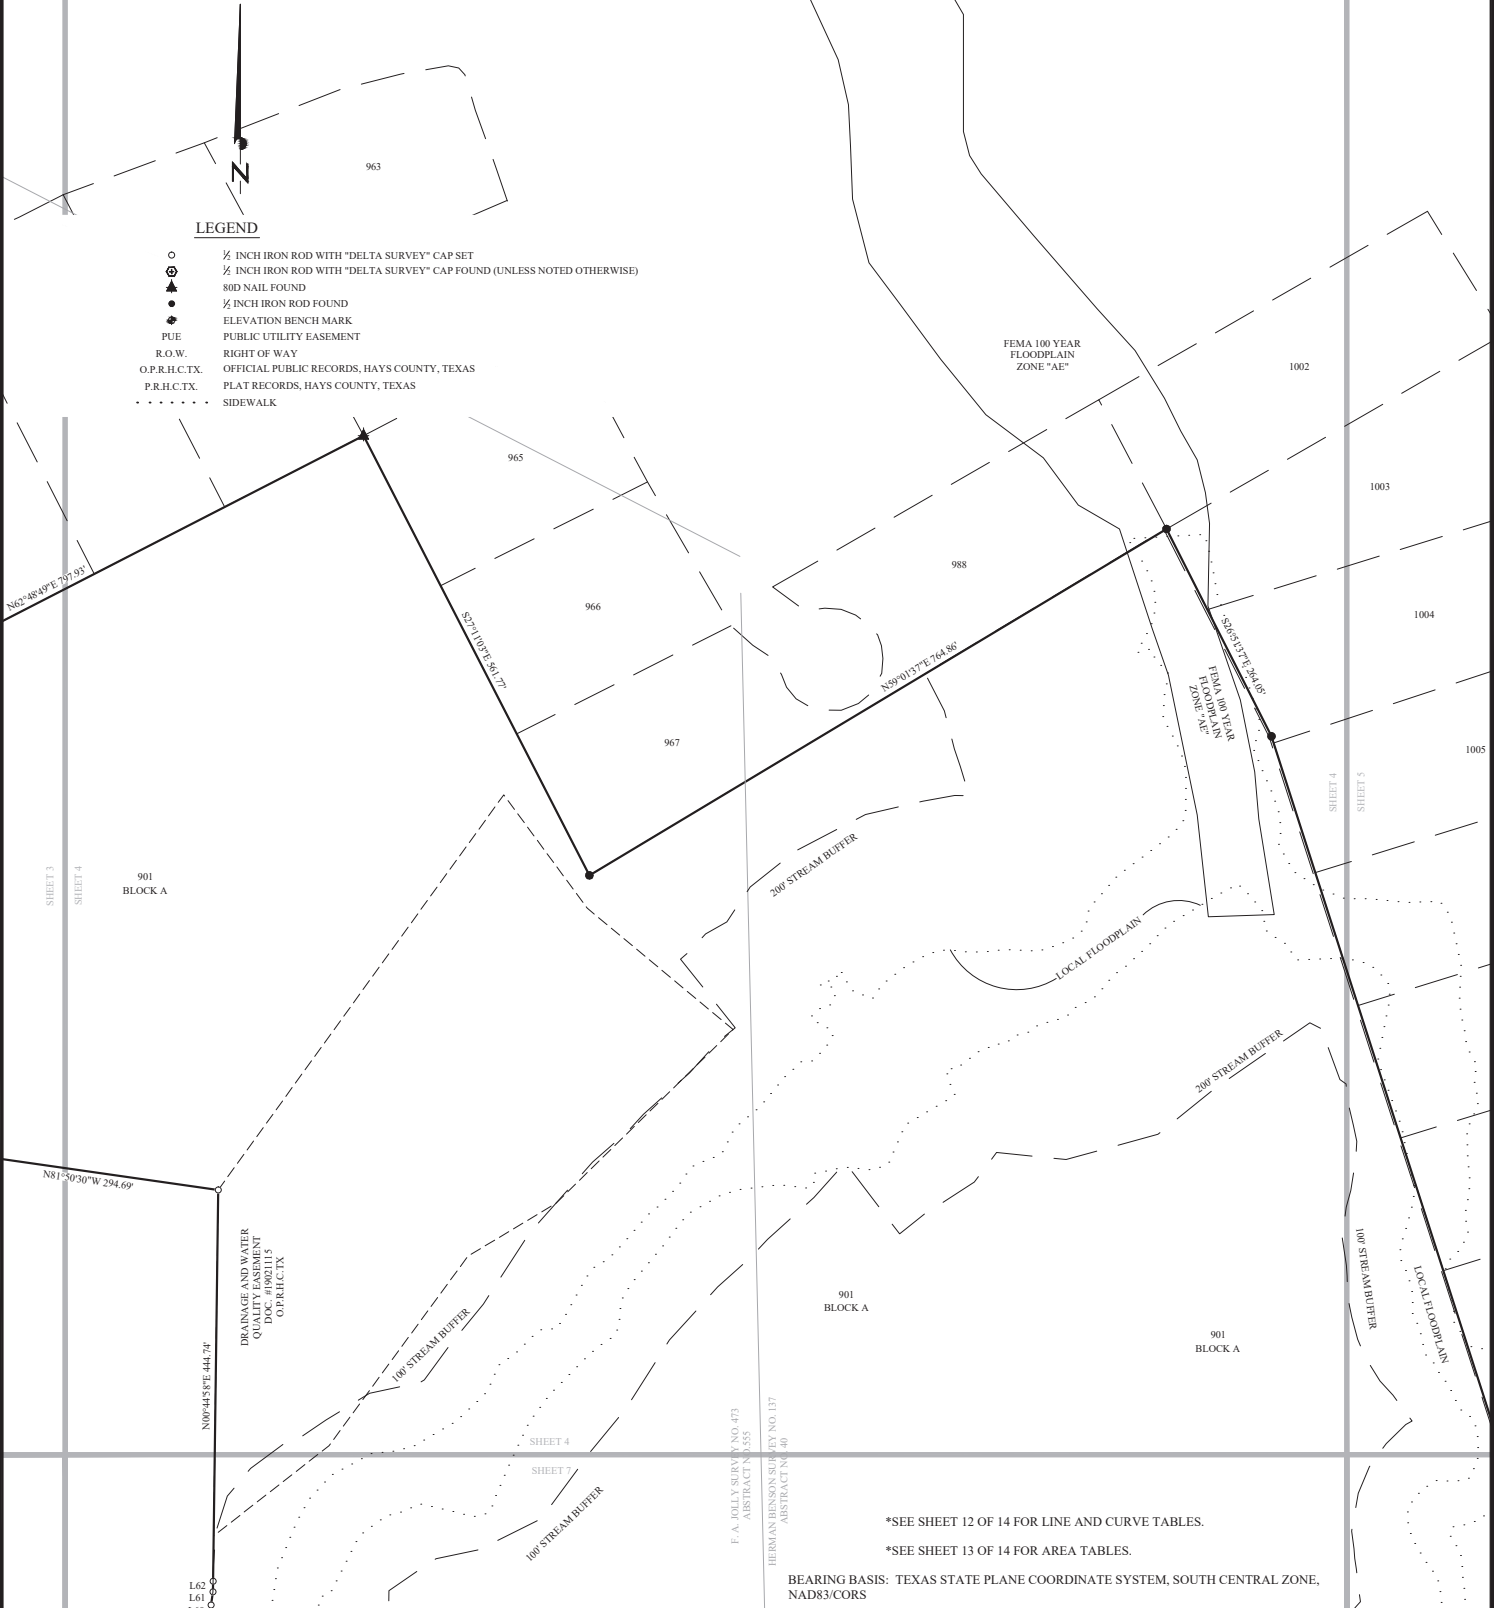 963
N
LEGEND
½ INCH IRON ROD WITH "DELTA SURVEY" CAP SET
½ INCH IRON ROD WITH "DELTA SURVEY" CAP FOUND (UNLESS NOTED OTHERWISE)
80D NAIL FOUND
½ INCH IRON ROD FOUND
ELEVATION BENCH MARK
PUE PUBLIC UTILITY EASEMENT
R.O.W. RIGHT OF WAY
O.P.R.H.C.TX. OFFICIAL PUBLIC RECORDS, HAYS COUNTY, TEXAS
P.R.H.C.TX. PLAT RECORDS, HAYS COUNTY, TEXAS
SIDEWALK
FEMA 100 YEAR
FLOODPLAIN
ZONE "AE"
1002
965
1003
988
N62°48'49"E 797.93'
966
S27°11'03"E 561.77'
1004
N59°01'37"E 764.86'
S26°51'37"E 264.05'
FEMA 100 YEAR
FLOODPLAIN
ZONE "AE"
967
1005
SHEET 4
SHEET 5
SHEET 3
SHEET 4
901
BLOCK A
200' STREAM BUFFER
LOCAL FLOODPLAIN
200' STREAM BUFFER
N81°50'30"W 294.69'
DRAINAGE AND WATER
QUALITY EASEMENT
DOC. #19021115
O.P.R.H.C.TX
100' STREAM BUFFER
LOCAL FLOODPLAIN
901
BLOCK A
901
BLOCK A
100' STREAM BUFFER
N00°44'58"E 444.74'
SHEET 4
SHEET 7
F. A. JOLLY SURVEY NO. 473
ABSTRACT NO.555
HERMAN BENSON SURVEY NO. 137
ABSTRACT NO. 40
100' STREAM BUFFER
*SEE SHEET 12 OF 14 FOR LINE AND CURVE TABLES.
*SEE SHEET 13 OF 14 FOR AREA TABLES.
BEARING BASIS: TEXAS STATE PLANE COORDINATE SYSTEM, SOUTH CENTRAL ZONE,
NAD83/CORS
L62
L61